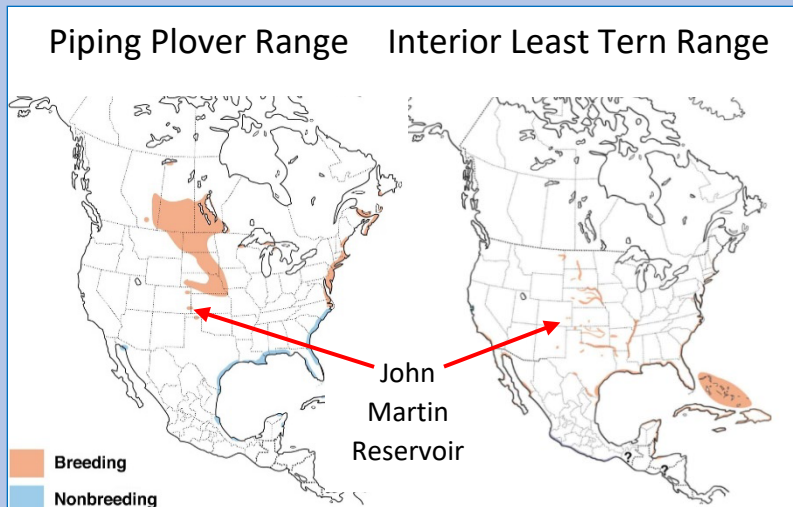 Piping Plover Range
Interior Least Tern Range
John
Martin
Reservoir
Breeding
Nonbreeding
? ?